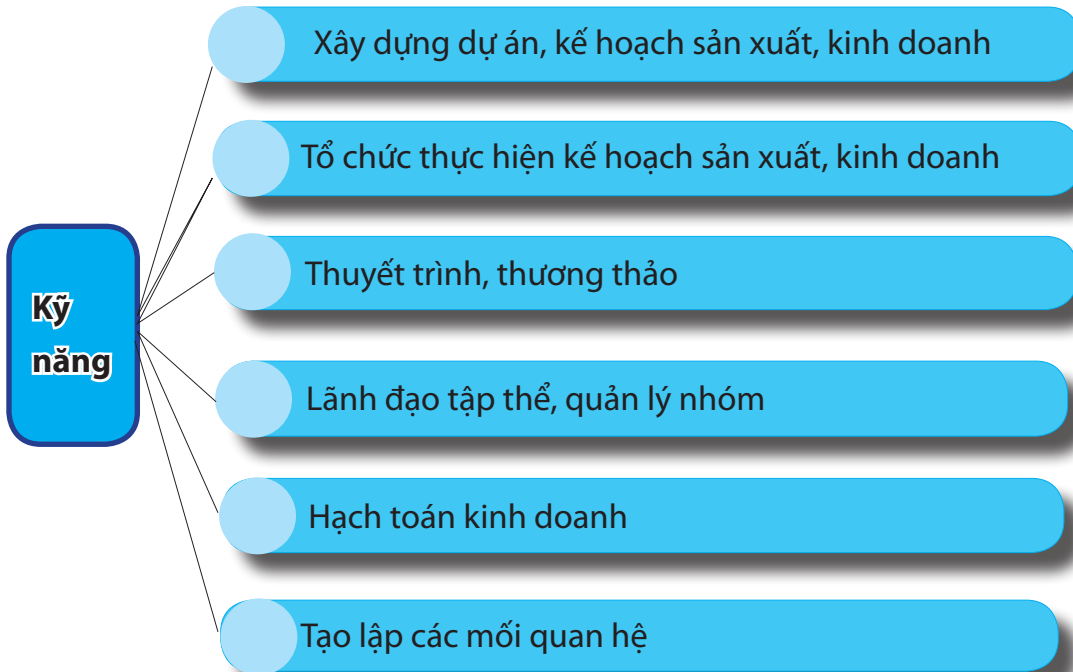 Xây dựng dự án, kế hoạch sản xuất, kinh doanh
Tổ chức thực hiện kế hoạch sản xuất, kinh doanh
Thuyết trình, thương thảo
Kỹ
năng
Lãnh đạo tập thể, quản lý nhóm
Hạch toán kinh doanh
Tạo lập các mối quan hệ